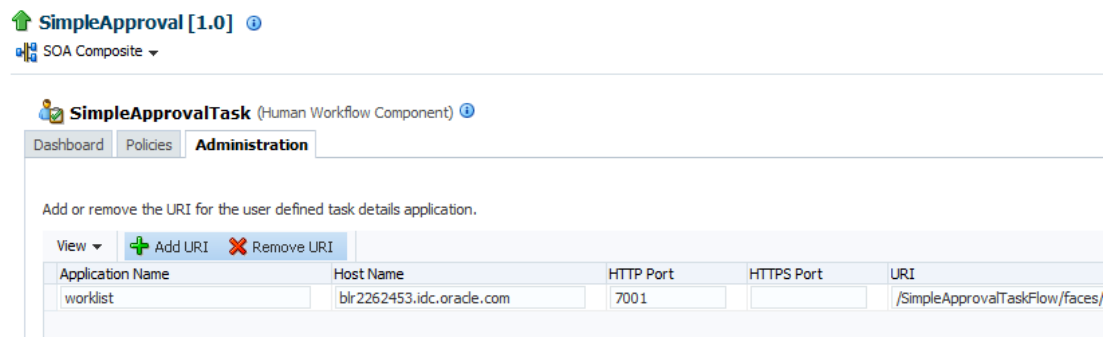 SimpleApproval [1.0]
SOA Composite
SimpleApprovalTask (Human Workflow Component)
Dashboard Policies Administration
Add or remove the URI for the user defined task details application.
View Add URI Remove URI
Application Name Host Name HTTP Port HTTPS Port URI
worklist blr2262453.idc.oracle.com 7001 /SimpleApprovalTaskFlow/faces/